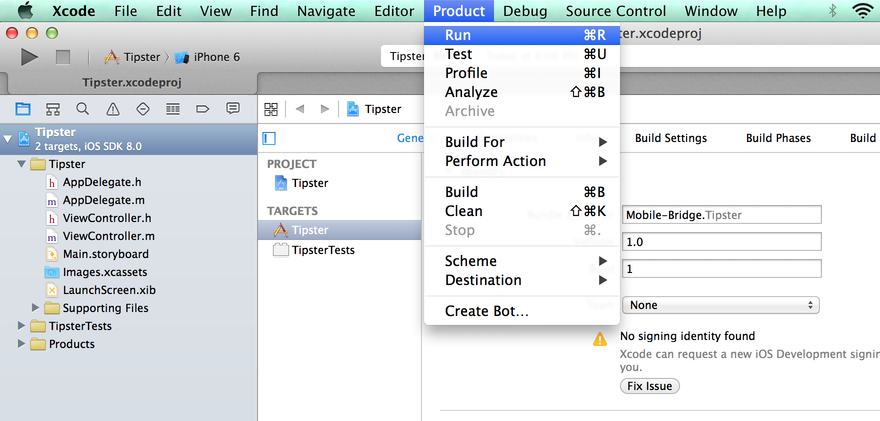 Xcode File Edit View Find Navigate Editor Product Debug Source Control Window Help
Tipster.xcodeproj
Tipster > iPhone 6
Tipster
Tipster.xcodeproj
Tipster
2 targets, iOS SDK 8.0
Tipster
h AppDelegate.h
m AppDelegate.m
h ViewController.h
m ViewController.m
Main.storyboard
Images.xcassets
LaunchScreen.xib
Supporting Files
TipsterTests
Products
Tipster
Build Settings Build Phases Build
PROJECT
Tipster
TARGETS
Tipster
TipsterTests
Run ⌘R
Test ⌘U
Profile ⌘I
Analyze ⇧⌘B
Archive
Build For
Perform Action
Build ⌘B
Clean ⇧⌘K
Stop ⌘.
Scheme
Destination
Create Bot...
Mobile-Bridge.Tipster
1.0
1
None
No signing identity found
Xcode can request a new iOS Development signin
you.
Fix Issue